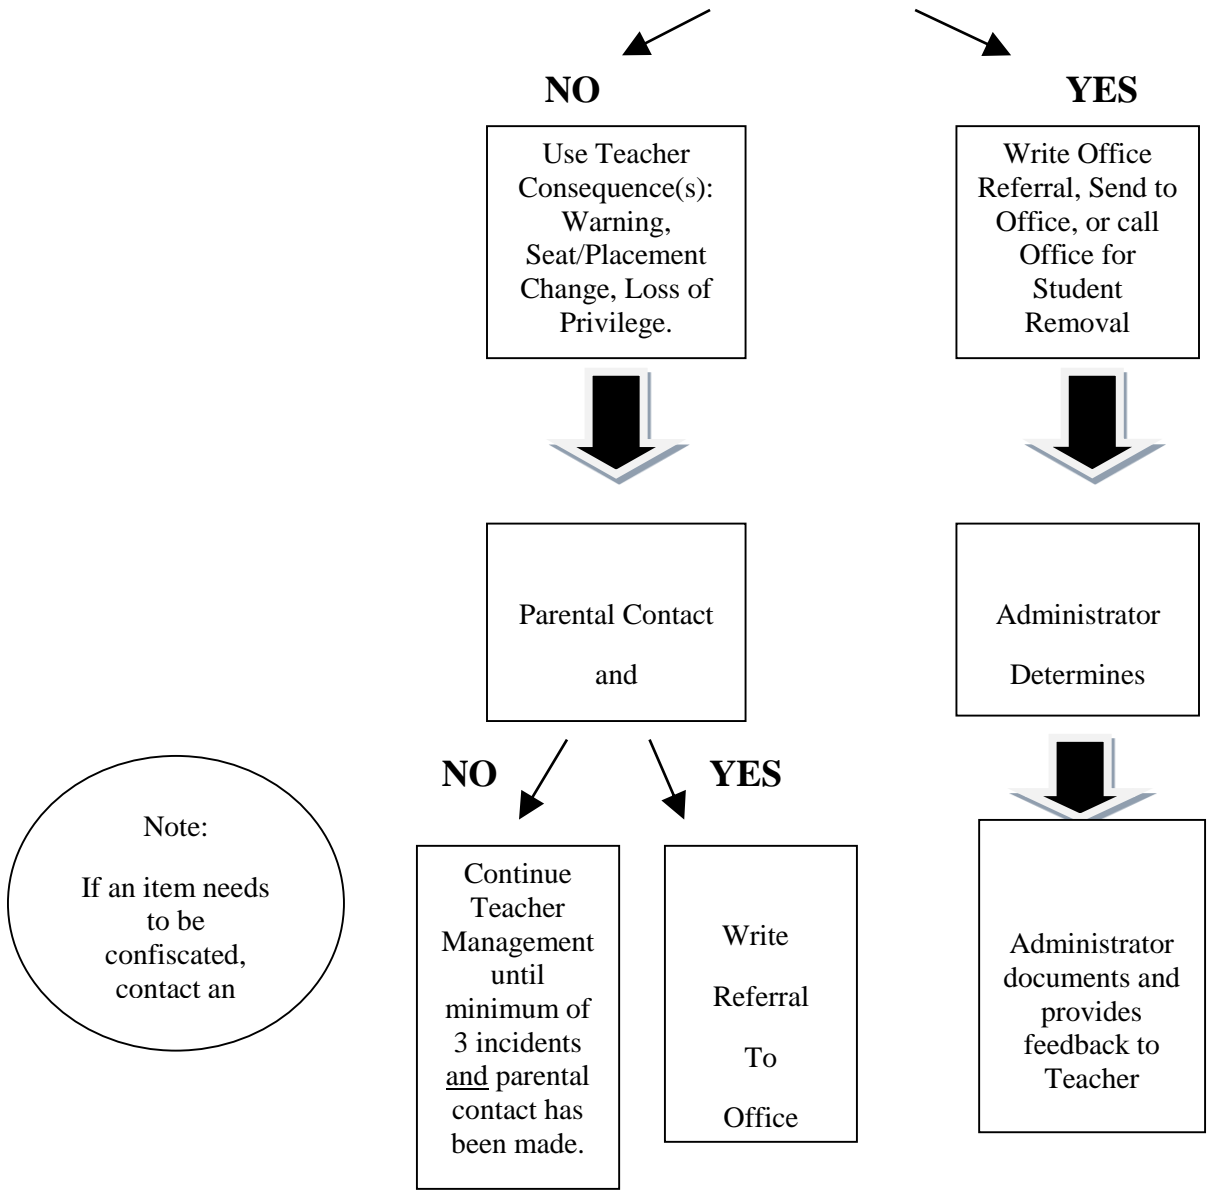 NO
YES
Use Teacher
Consequence(s):
Warning,
Seat/Placement
Change, Loss of
Privilege.
Write Office
Referral, Send to
Office, or call
Office for
Student
Removal
Parental Contact
and
Administrator
Determines
NO
YES
Note:
If an item needs
to be
confiscated,
contact an
Continue
Teacher
Management
until
minimum of
3 incidents
and parental
contact has
been made.
Write
Referral
To
Office
Administrator
documents and
provides
feedback to
Teacher